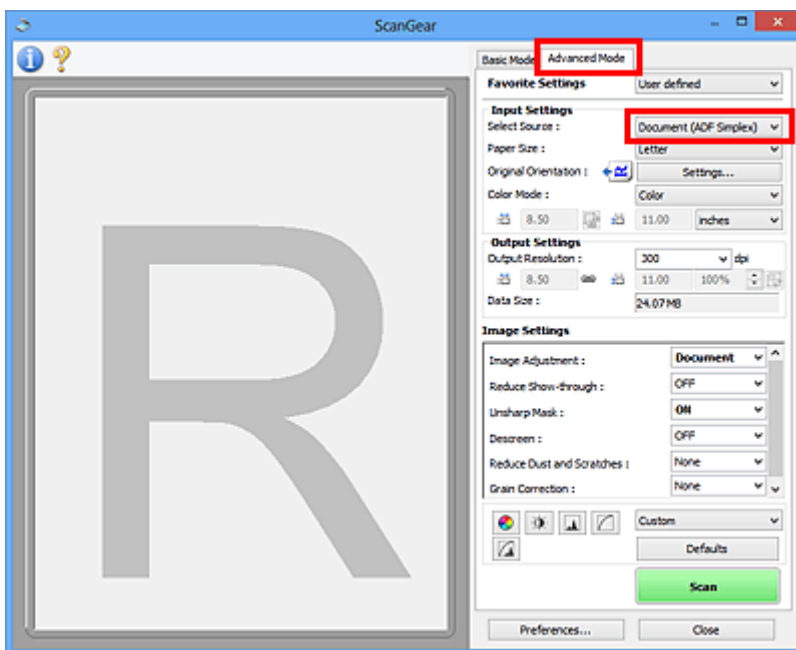 ScanGear
Basic Mode Advanced Mode
Favorite Settings User defined
Input Settings
Select Source : Document (ADF Simplex)
Paper Size : Letter
Original Orientation : Settings...
Color Mode : Color
8.50 11.00 inches
Output Settings
Output Resolution : 300 dpi
8.50 11.00 100%
Data Size : 24.07MB
Image Settings
Image Adjustment : Document
Reduce Show-through : OFF
Unsharp Mask : ON
Descreen : OFF
Reduce Dust and Scratches : None
Grain Correction : None
Custom
Defaults
Scan
Preferences... Close
R